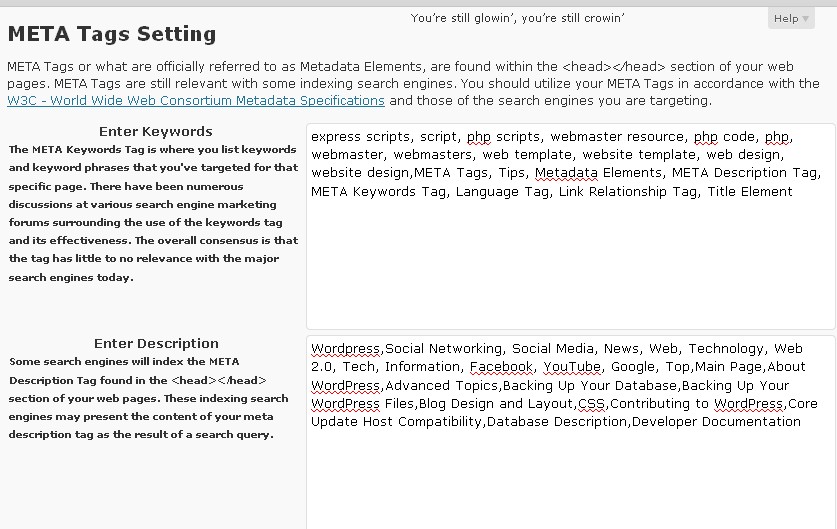 You're still glowin', you're still crowin'
Help
META Tags Setting
META Tags or what are officially referred to as Metadata Elements, are found within the <head></head> section of your web
pages. META Tags are still relevant with some indexing search engines. You should utilize your META Tags in accordance with the
W3C - World Wide Web Consortium Metadata Specifications and those of the search engines you are targeting.
Enter Keywords
The META Keywords Tag is where you list keywords
and keyword phrases that you've targeted for that
specific page. There have been numerous
discussions at various search engine marketing
forums surrounding the use of the keywords tag
and its effectiveness. The overall consensus is that
the tag has little to no relevance with the major
search engines today.
express scripts, script, php scripts, webmaster resource, php code, php,
webmaster, webmasters, web template, website template, web design,
website design,META Tags, Tips, Metadata Elements, META Description Tag,
META Keywords Tag, Language Tag, Link Relationship Tag, Title Element
Enter Description
Some search engines will index the META
Description Tag found in the <head></head>
section of your web pages. These indexing search
engines may present the content of your meta
description tag as the result of a search query.
Wordpress,Social Networking, Social Media, News, Web, Technology, Web
2.0, Tech, Information, Facebook, YouTube, Google, Top,Main Page,About
WordPress,Advanced Topics,Backing Up Your Database,Backing Up Your
WordPress Files,Blog Design and Layout,CSS,Contributing to WordPress,Core
Update Host Compatibility,Database Description,Developer Documentation